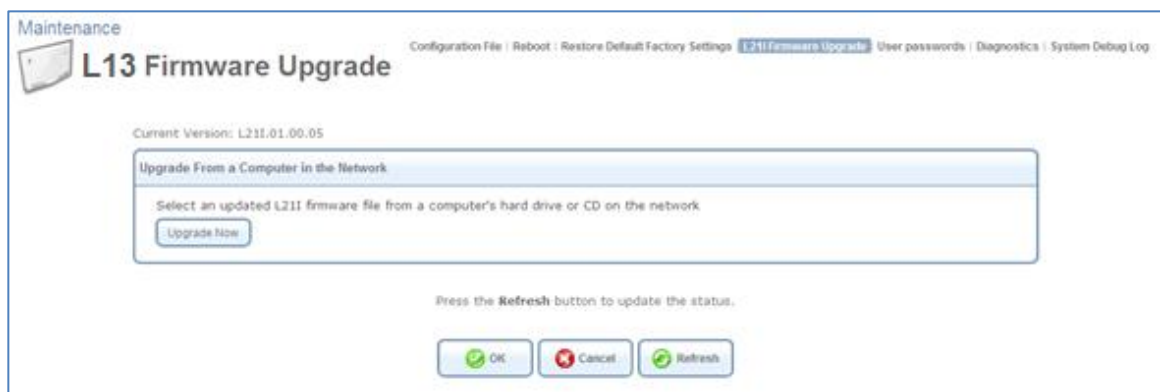 Maintenance
L13 Firmware Upgrade
Configuration File | Reboot | Restore Default Factory Settings L21I Firmware Upgrade User passwords | Diagnostics | System Debug Log
Current Version: L21I.01.00.05
Upgrade From a Computer in the Network
Select an updated L21I firmware file from a computer's hard drive or CD on the network
Upgrade Now
Press the Refresh button to update the status.
OK Cancel Refresh